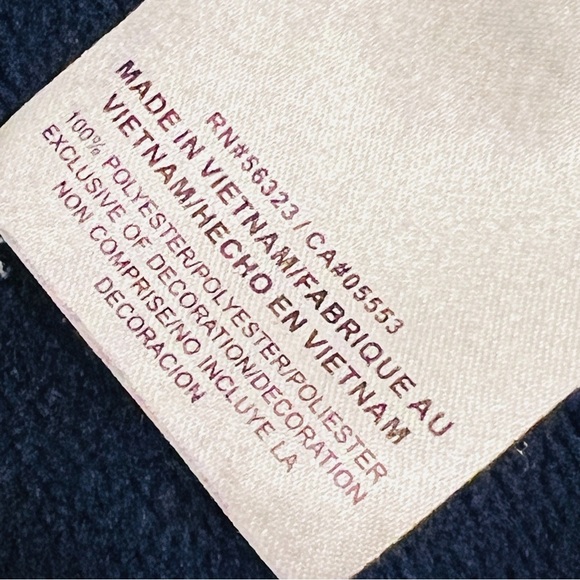 RN#56323 / CA#05553
MADE IN VIETNAM/FABRIQUE AU
VIETNAM/HECHO EN VIETNAM
100% POLYESTER/POLYESTER/POLIESTER
EXCLUSIVE OF DECORATION/DECORATION
NON COMPRISE/NO INCLUYE LA
DECORACION